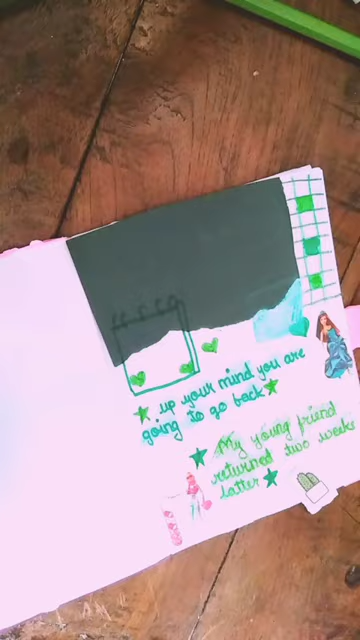 up your mind you are
going to go back
My young friend
returned two weeks
latter